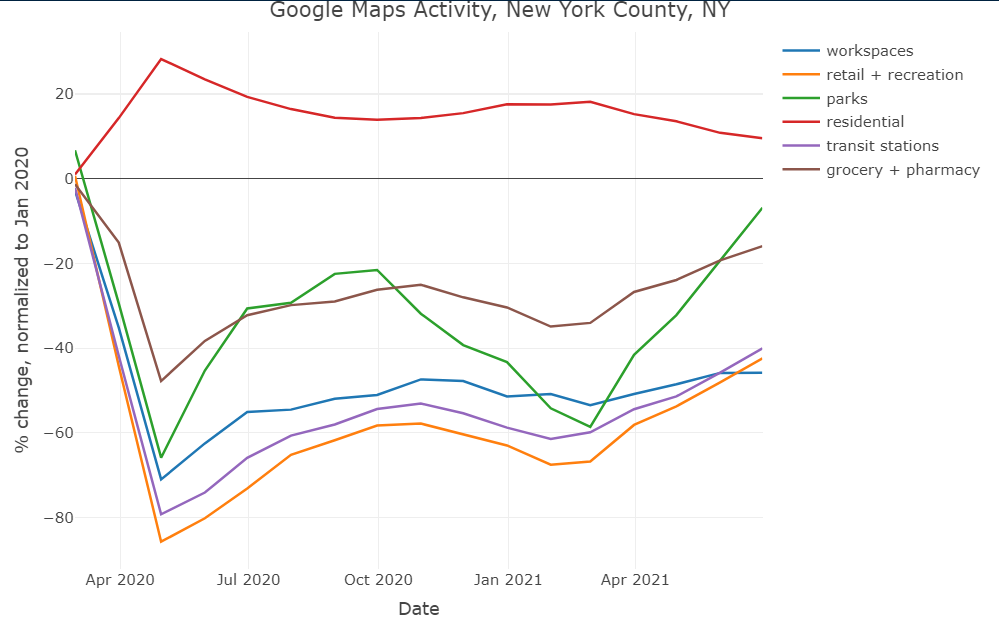 Google Maps Activity, New York County, NY
workspaces
retail + recreation
parks
residential
transit stations
grocery + pharmacy
% change, normalized to Jan 2020
20
0
−20
−40
−60
−80
Apr 2020
Jul 2020
Oct 2020
Jan 2021
Apr 2021
Date